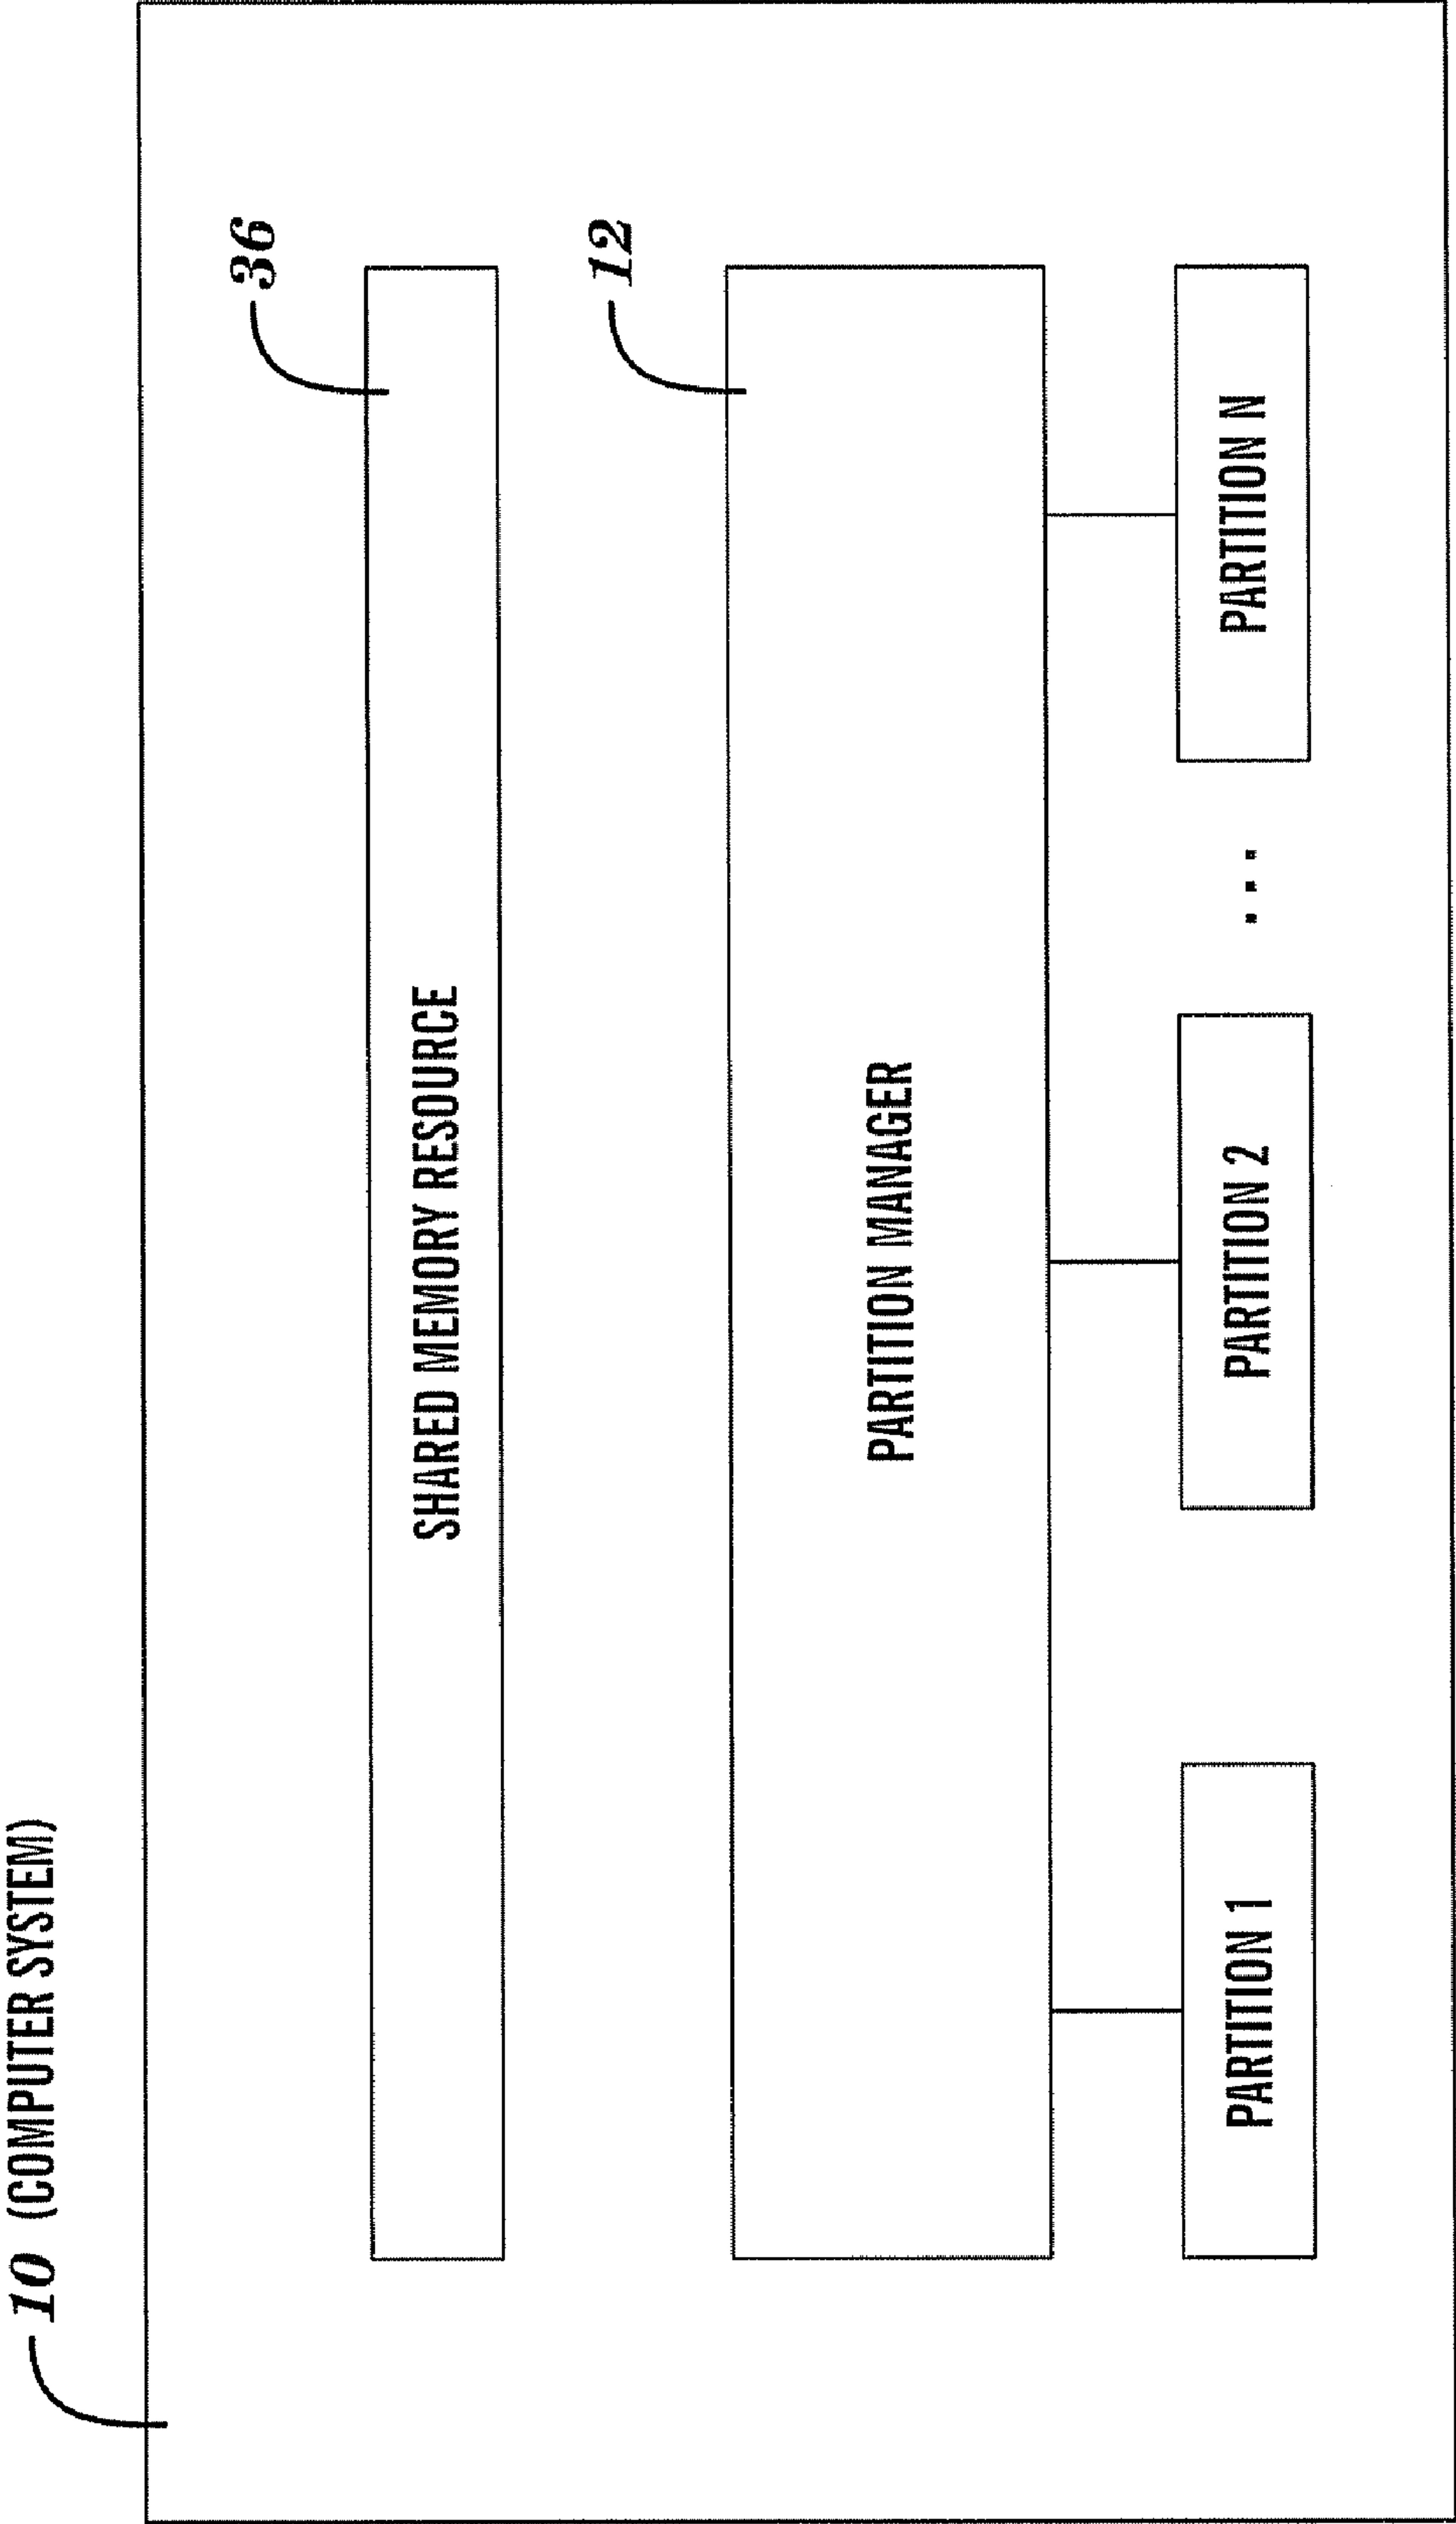 10 (COMPUTER SYSTEM)
36
SHARED MEMORY RESOURCE
12
PARTITION MANAGER
PARTITION 1
PARTITION 2
...
PARTITION N